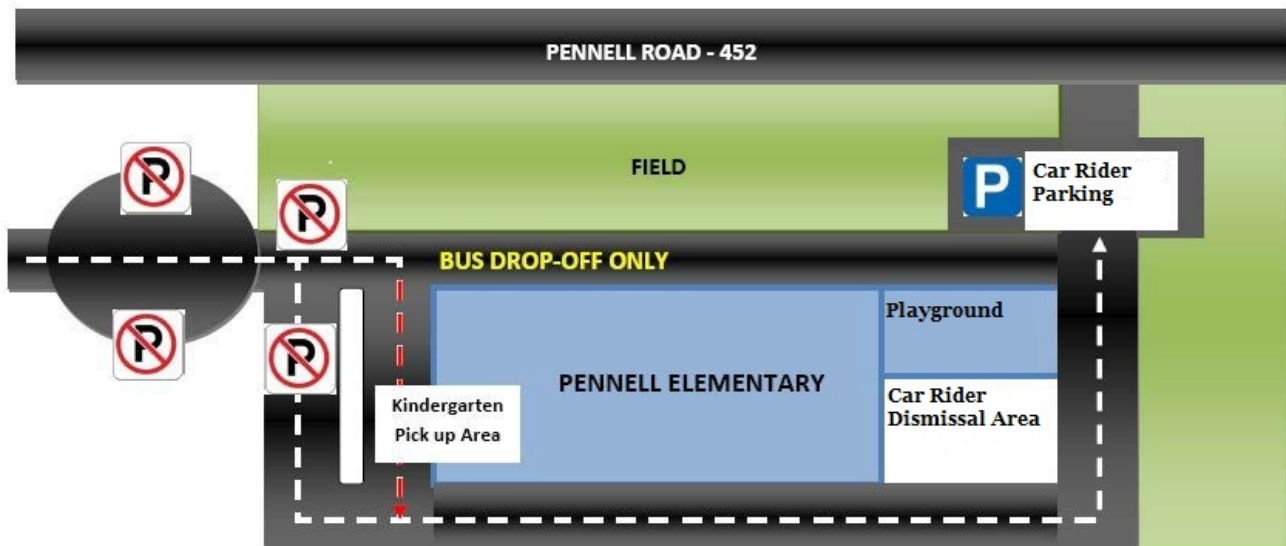 PENNELL ROAD - 452
FIELD
P
Car Rider
Parking
P
P
BUS DROP-OFF ONLY
Playground
P
P
PENNELL ELEMENTARY
Car Rider
Dismissal Area
Kindergarten
Pick up Area